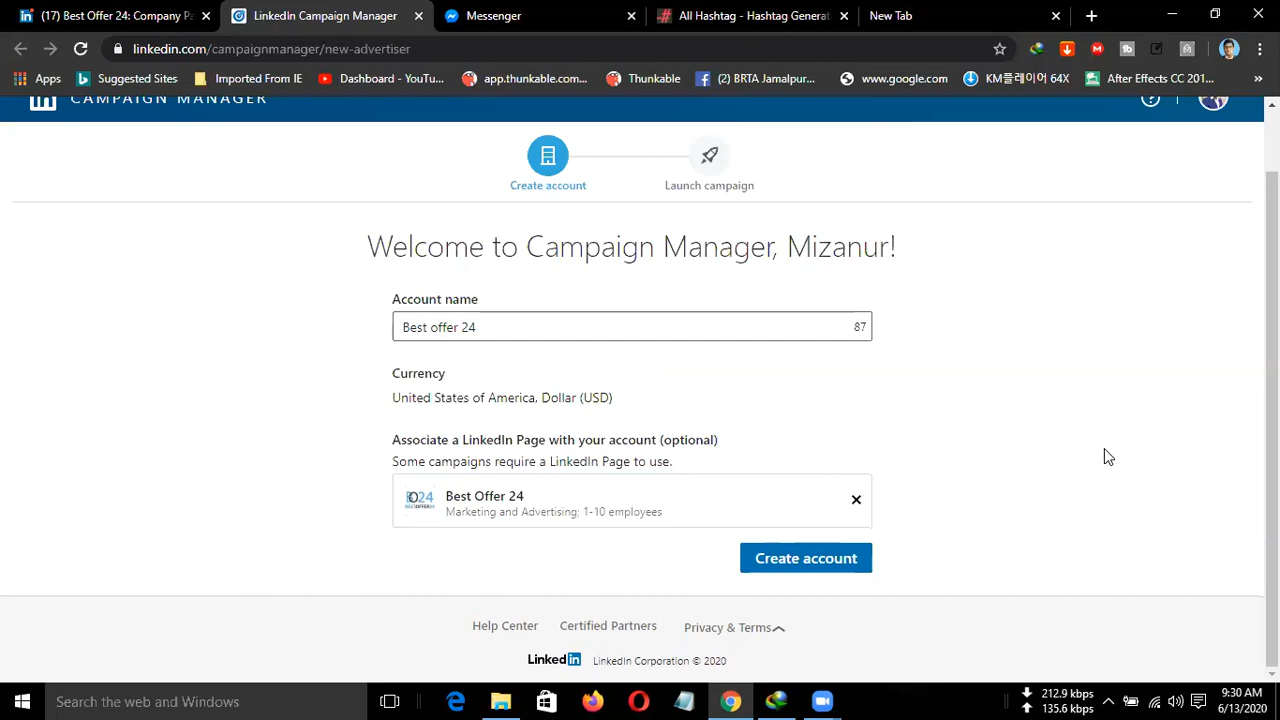 (17) Best Offer 24: Company Pa
LinkedIn Campaign Manager
Messenger
All Hashtag - Hashtag Generat
New Tab
linkedin.com/campaignmanager/new-advertiser
Apps
Suggested Sites
Imported From IE
Dashboard - YouTu...
app.thunkable.com...
Thunkable
(2) BRTA Jamalpur...
www.google.com
KM플레이어 64X
After Effects CC 201...
in CAMPAIGN MANAGER
Create account
Launch campaign
Welcome to Campaign Manager, Mizanur!
Account name
Best offer 24
87
Currency
United States of America, Dollar (USD)
Associate a LinkedIn Page with your account (optional)
Some campaigns require a LinkedIn Page to use.
Best Offer 24
Marketing and Advertising; 1-10 employees
Create account
Help Center
Certified Partners
Privacy & Terms
LinkedIn
LinkedIn Corporation © 2020
Search the web and Windows
212.9 kbps
135.6 kbps
9:30 AM
6/13/2020